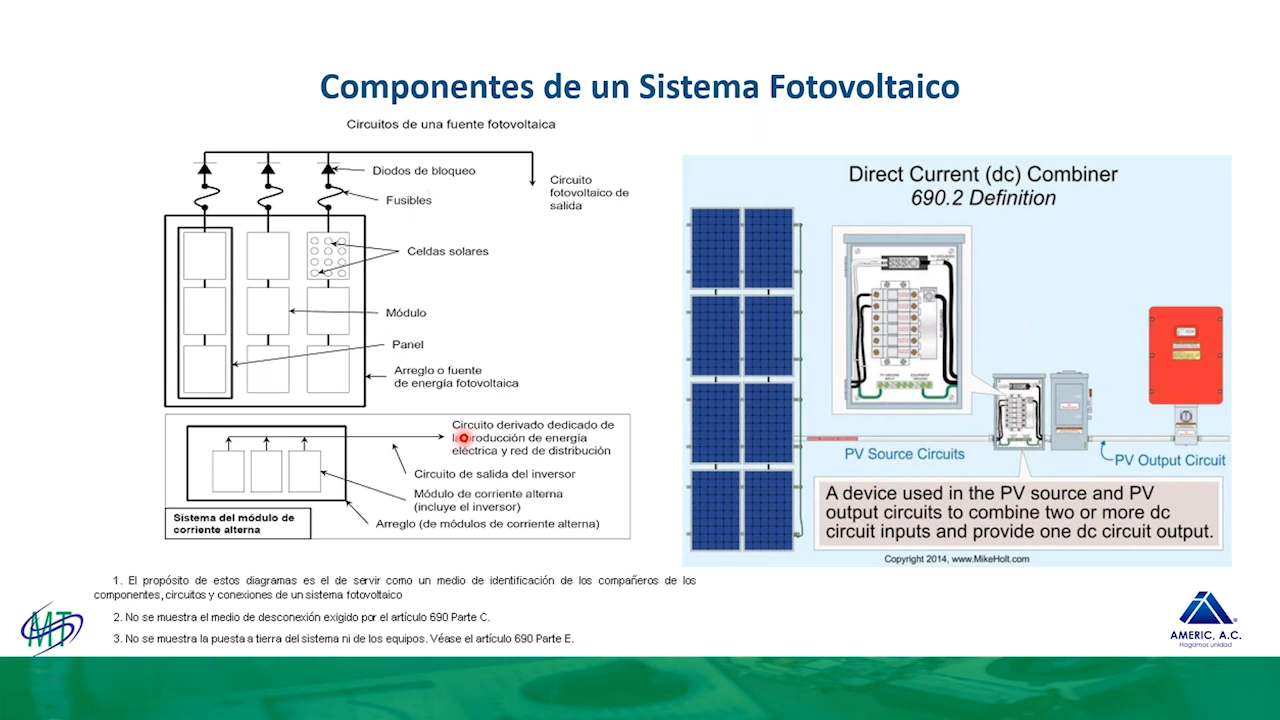 Componentes de un Sistema Fotovoltaico
Circuitos de una fuente fotovoltaica
Diodos de bloqueo
Fusibles
Circuito
fotovoltaico de
salida
Celdas solares
Módulo
Panel
Arreglo o fuente
de energía fotovoltaica
Circuito derivado dedicado de
la producción de energía
eléctrica y red de distribución
Circuito de salida del inversor
Módulo de corriente alterna
(incluye el inversor)
Arreglo (de módulos de corriente alterna)
Sistema del módulo de
corriente alterna
Direct Current (dc) Combiner
690.2 Definition
PV Source Circuits
PV Output Circuit
A device used in the PV source and PV
output circuits to combine two or more dc
circuit inputs and provide one dc circuit output.
Copyright 2014, www.MikeHolt.com
1. El propósito de estos diagramas es el de servir como un medio de identificación de los compañeros de los
componentes, circuitos y conexiones de un sistema fotovoltaico
2. No se muestra el medio de desconexión exigido por el artículo 690 Parte C.
3. No se muestra la puesta a tierra del sistema ni de los equipos. Véase el artículo 690 Parte E.
MT
AMERIC, A.C.
Hagamos unidad